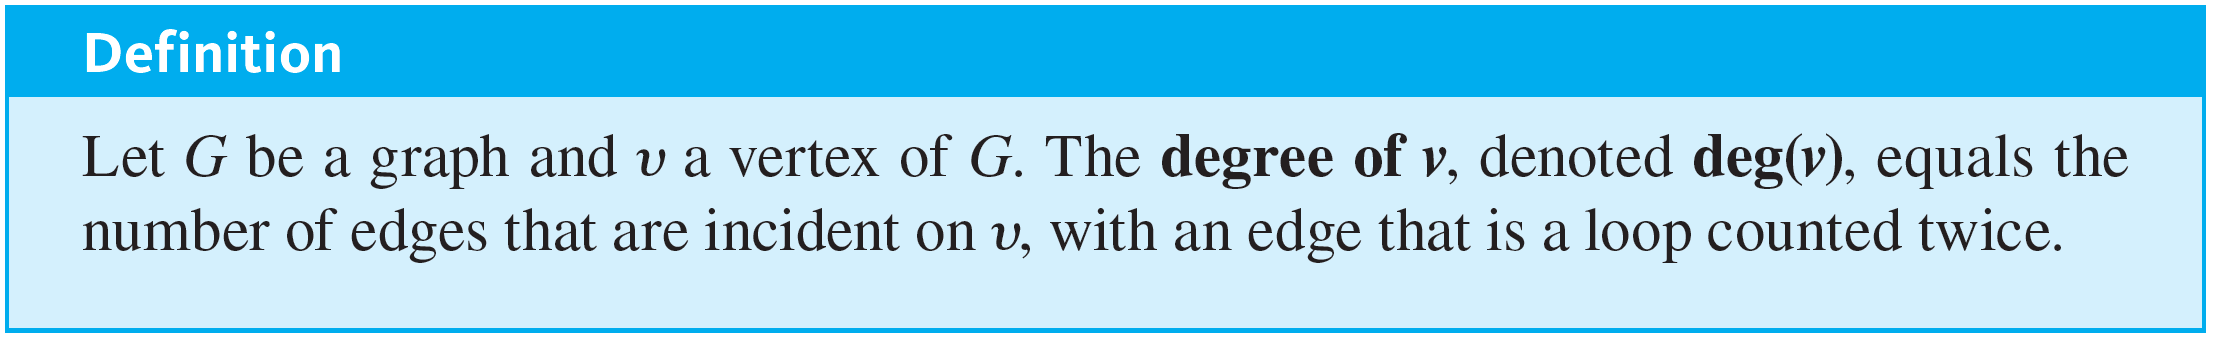 Definition
Let G be a graph and υ a vertex of G. The degree of v, denoted deg(v), equals the
number of edges that are incident on υ, with an edge that is a loop counted twice.